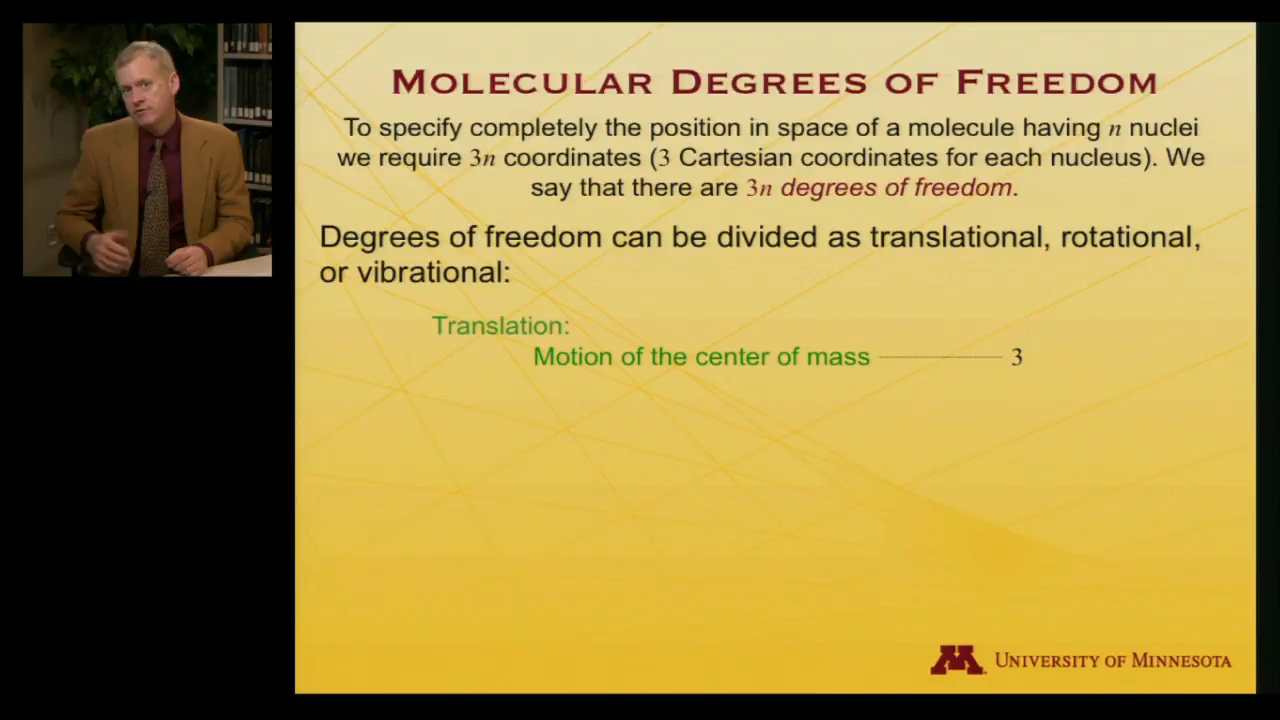 MOLECULAR DEGREES OF FREEDOM
To specify completely the position in space of a molecule having n nuclei
we require 3n coordinates (3 Cartesian coordinates for each nucleus). We
say that there are 3n degrees of freedom.
Degrees of freedom can be divided as translational, rotational,
or vibrational:
Translation:
Motion of the center of mass 3
M UNIVERSITY OF MINNESOTA